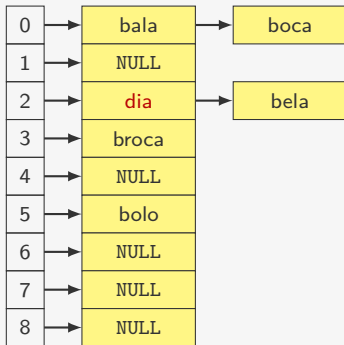 0 bala boca
1 NULL
2 dia bela
3 broca
4 NULL
5 bolo
6 NULL
7 NULL
8 NULL